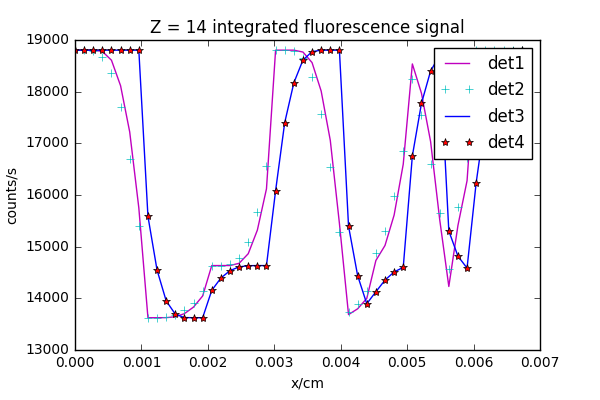 Z = 14 integrated fluorescence signal
19000
18000
17000
16000
15000
14000
13000
counts/s
det1
det2
det3
det4
0.000 0.001 0.002 0.003 0.004 0.005 0.006 0.007
x/cm